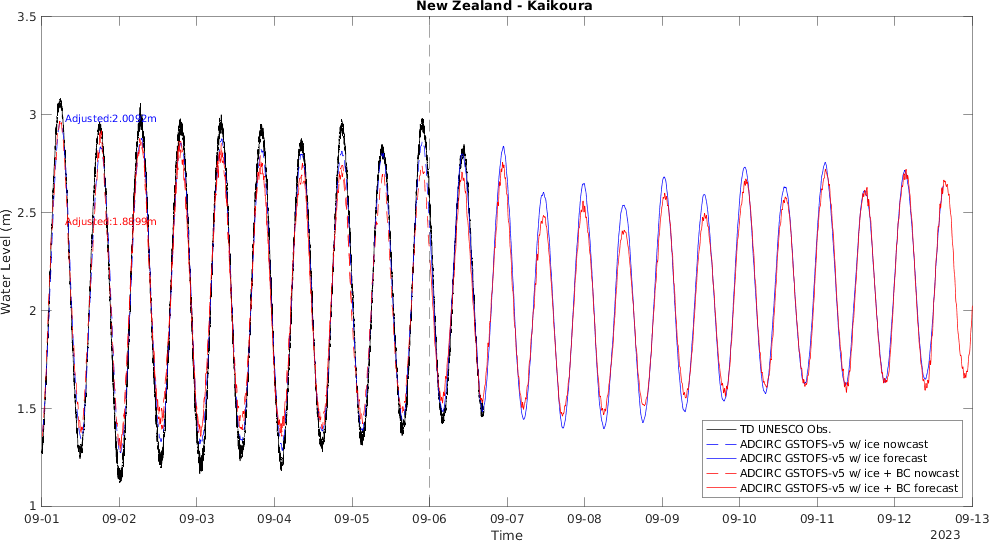 New Zealand - Kaikoura
3.5
3
2.5
2
1.5
1
Water Level (m)
Adjusted:2.0092m
Adjusted:1.8899m
TD UNESCO Obs.
ADCIRC GSTOFS-v5 w/ ice nowcast
ADCIRC GSTOFS-v5 w/ ice forecast
ADCIRC GSTOFS-v5 w/ ice + BC nowcast
ADCIRC GSTOFS-v5 w/ ice + BC forecast
09-01 09-02 09-03 09-04 09-05 09-06 09-07 09-08 09-09 09-10 09-11 09-12 09-13
Time
2023